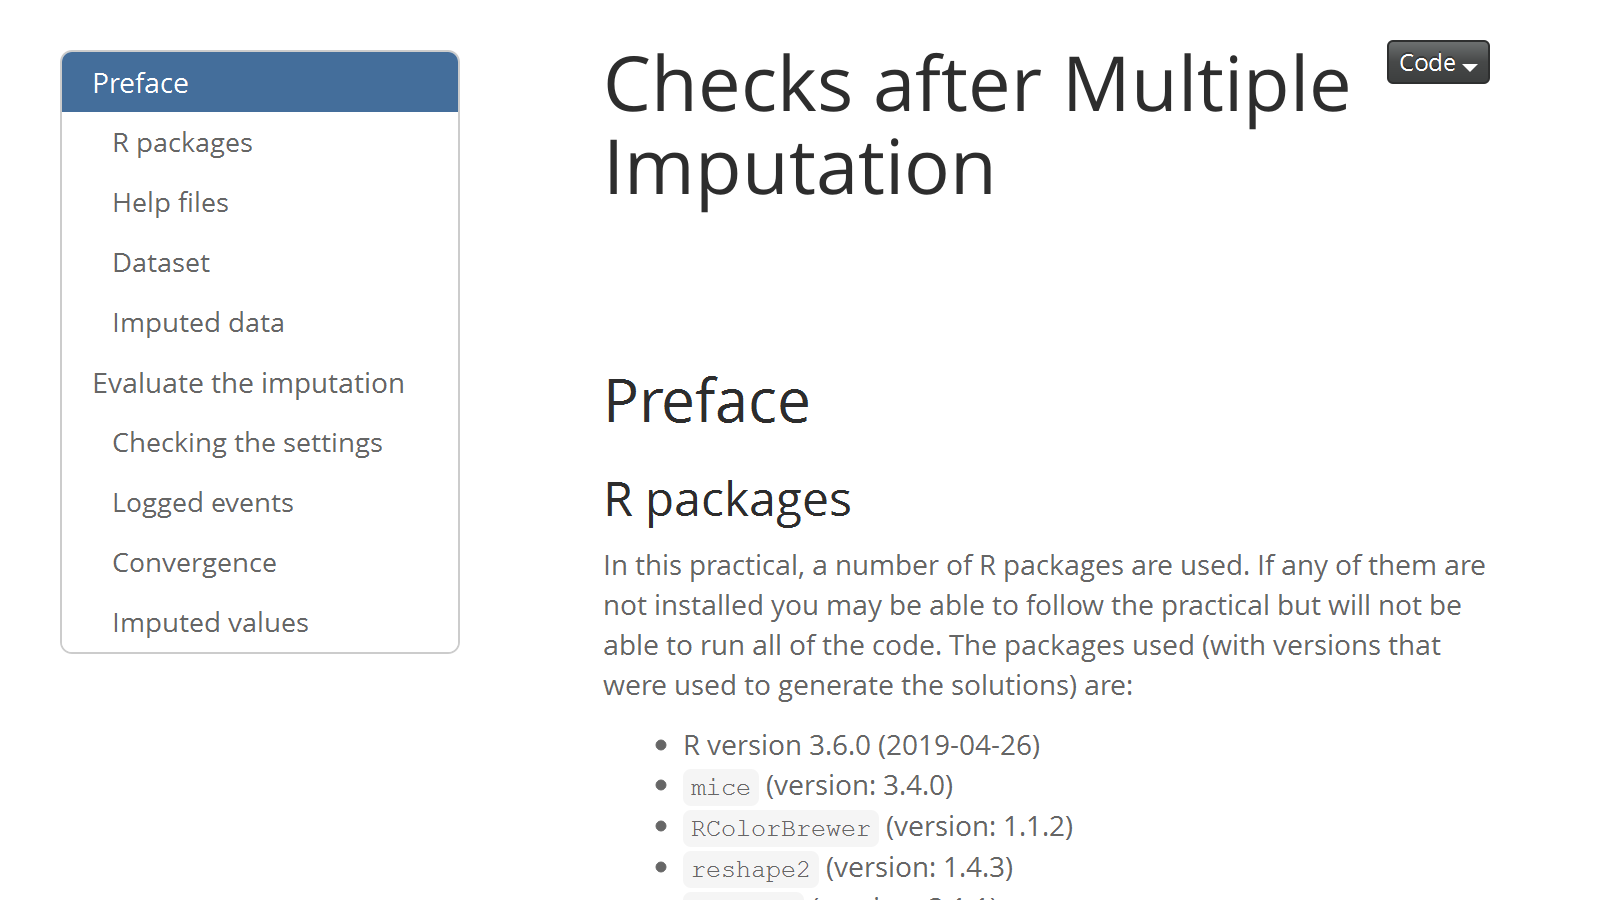 Preface
R packages
Help files
Dataset
Imputed data
Evaluate the imputation
Checking the settings
Logged events
Convergence
Imputed values
Checks after Multiple
Imputation
Code
Preface
R packages
In this practical, a number of R packages are used. If any of them are
not installed you may be able to follow the practical but will not be
able to run all of the code. The packages used (with versions that
were used to generate the solutions) are:
R version 3.6.0 (2019-04-26)
mice (version: 3.4.0)
RColorBrewer (version: 1.1.2)
reshape2 (version: 1.4.3)